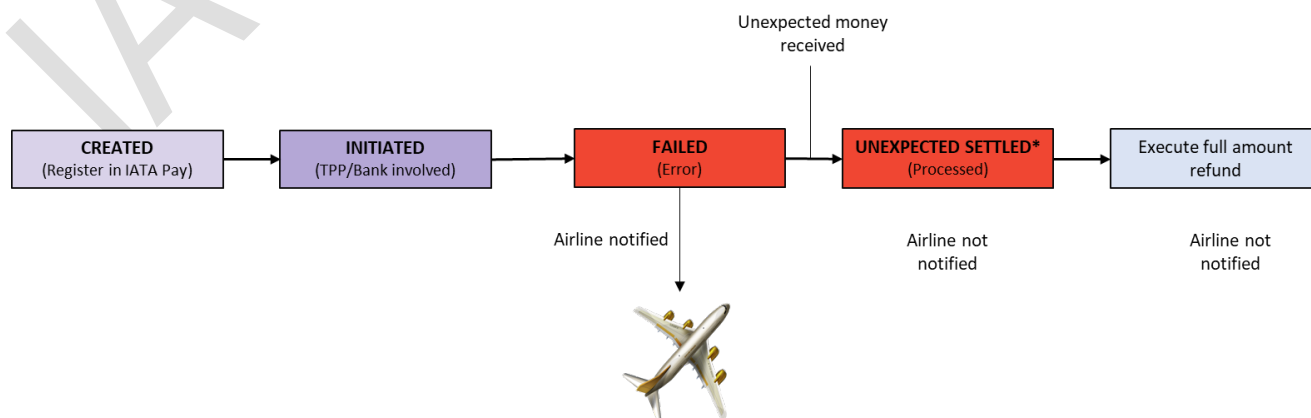 IA
Unexpected money
received
CREATED
(Register in IATA Pay)
INITIATED
(TPP/Bank involved)
FAILED
(Error)
UNEXPECTED SETTLED*
(Processed)
Execute full amount
refund
Airline notified
Airline not
notified
Airline not
notified